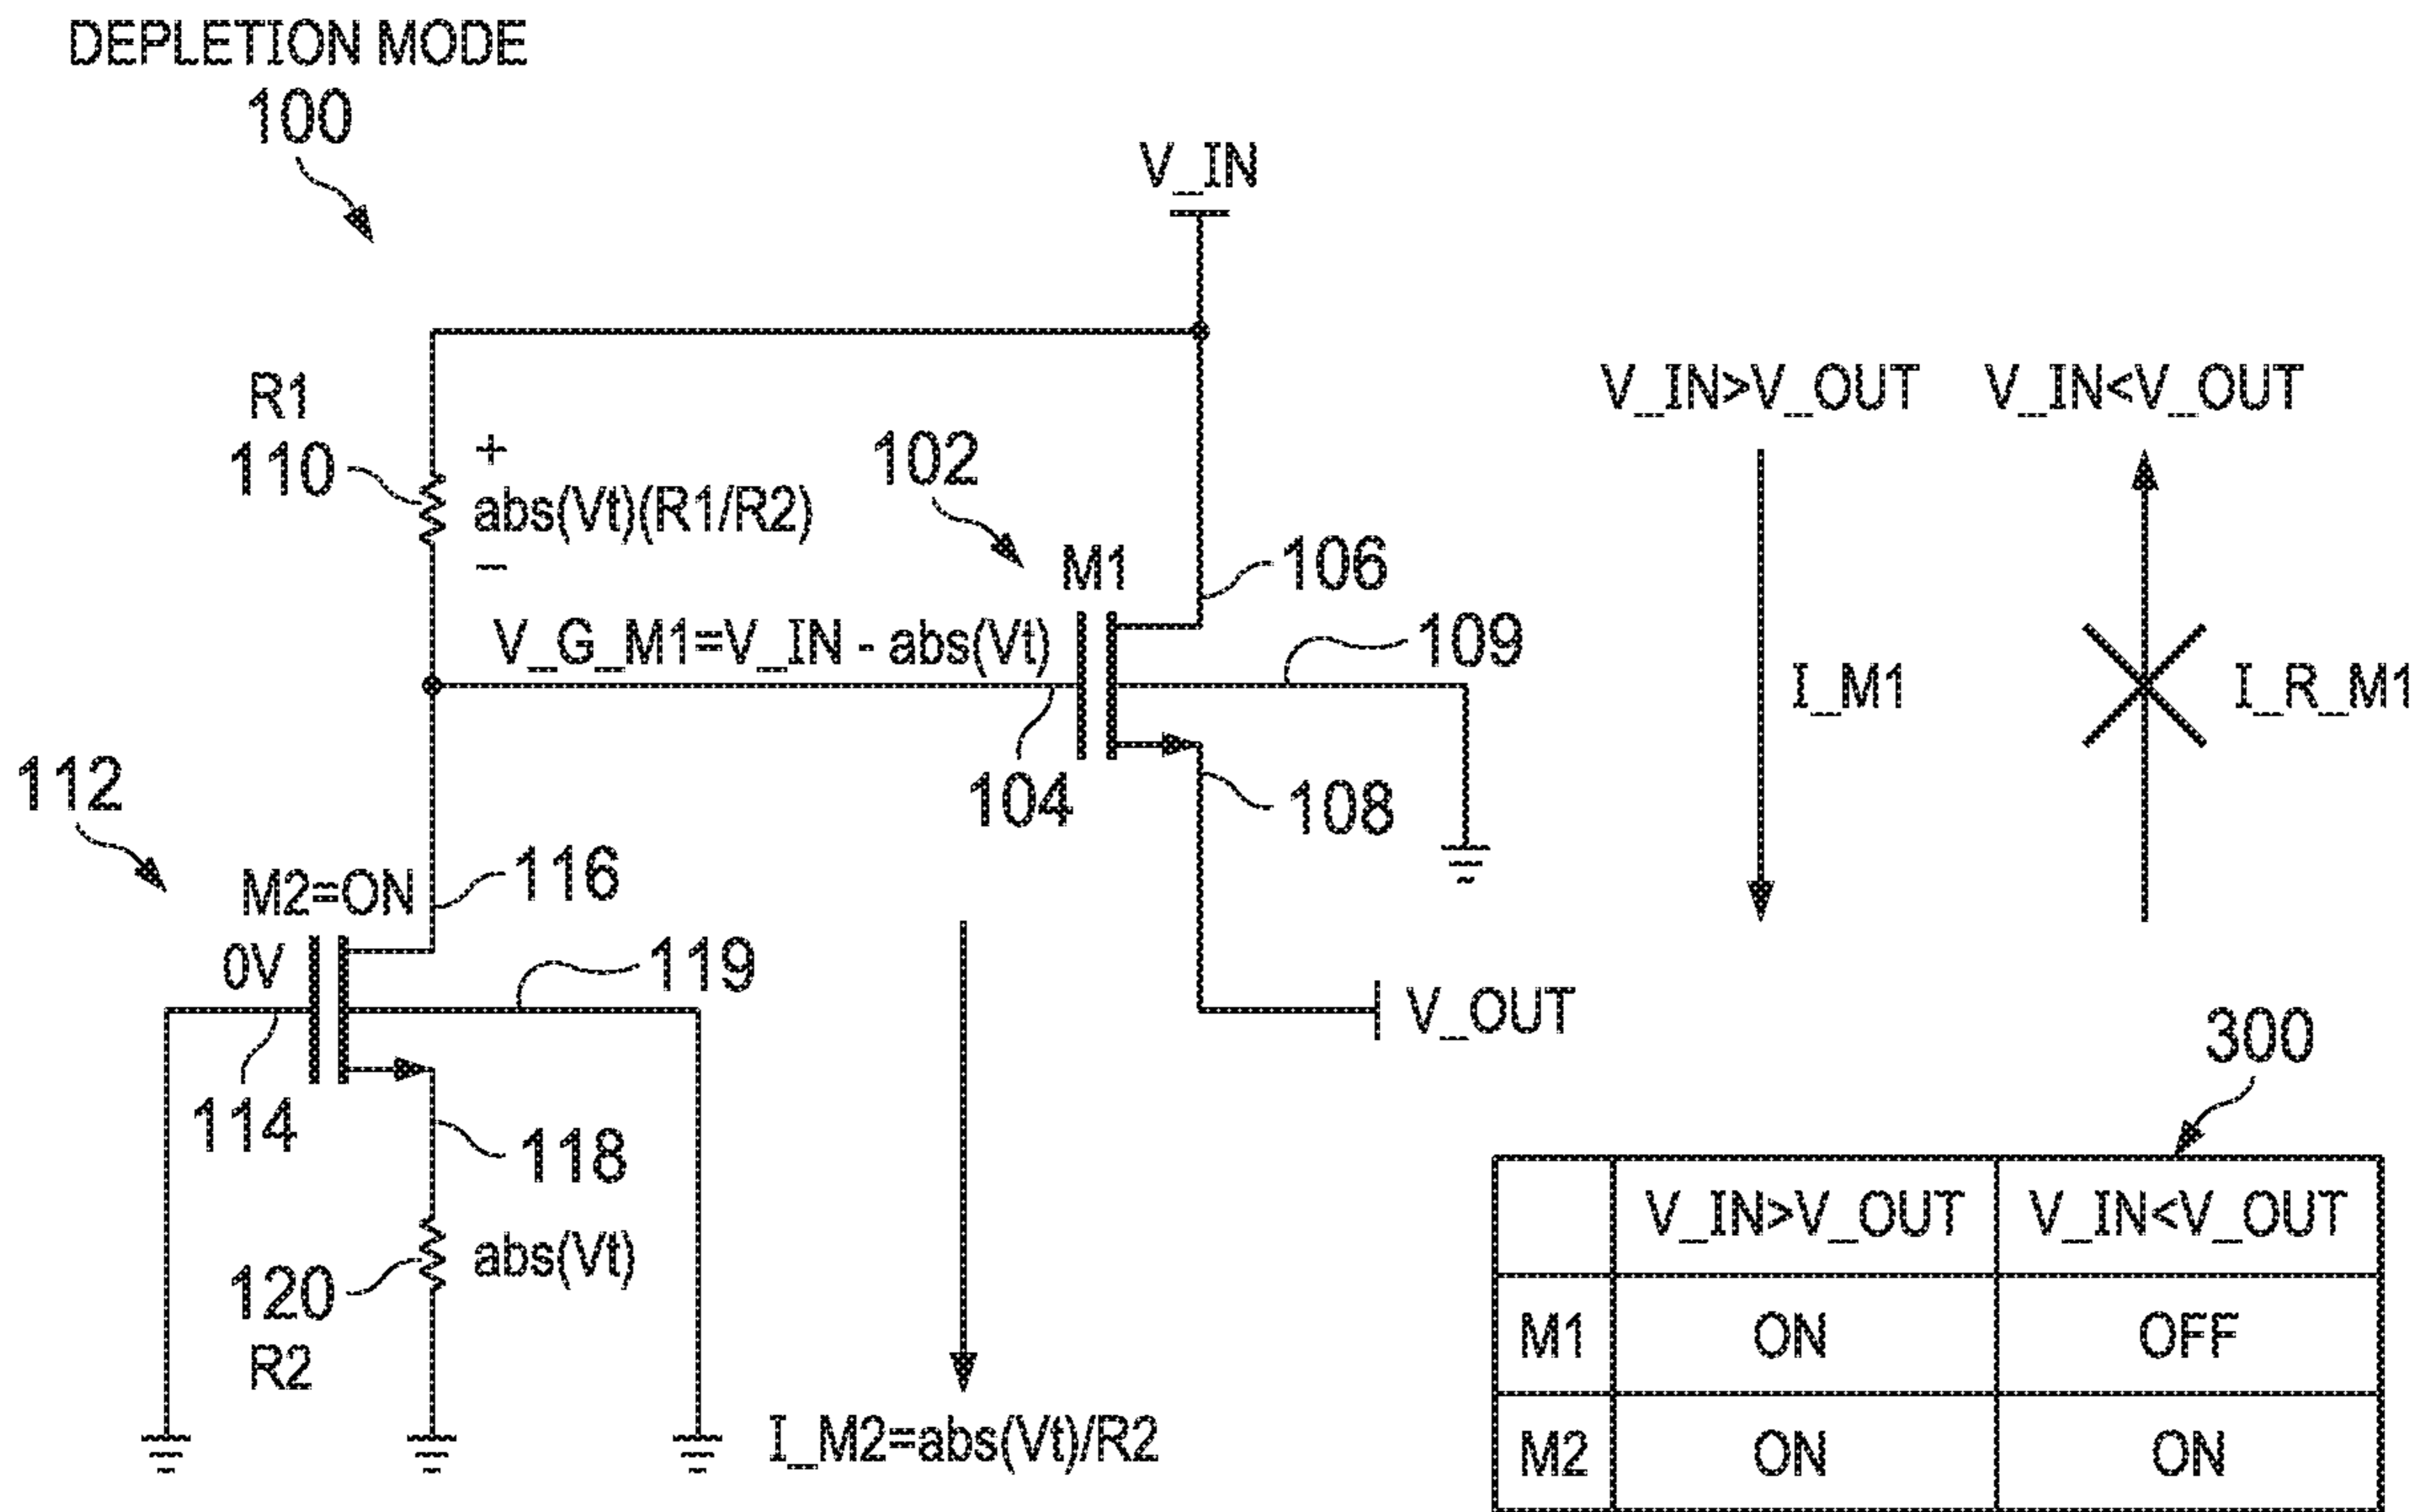 DEPLETION MODE
100
V_IN
V_IN>V_OUT V_IN<V_OUT
R1
110
+
abs(Vt)(R1/R2)
−
102
M1
106
V_G_M1=V_IN - abs(Vt)
109
104
108
I_M1
I_R_M1
112
M2=ON
116
0V
119
114
118
V_OUT
120
R2
abs(Vt)
I_M2=abs(Vt)/R2
300
V_IN>V_OUT V_IN<V_OUT
M1 ON OFF
M2 ON ON